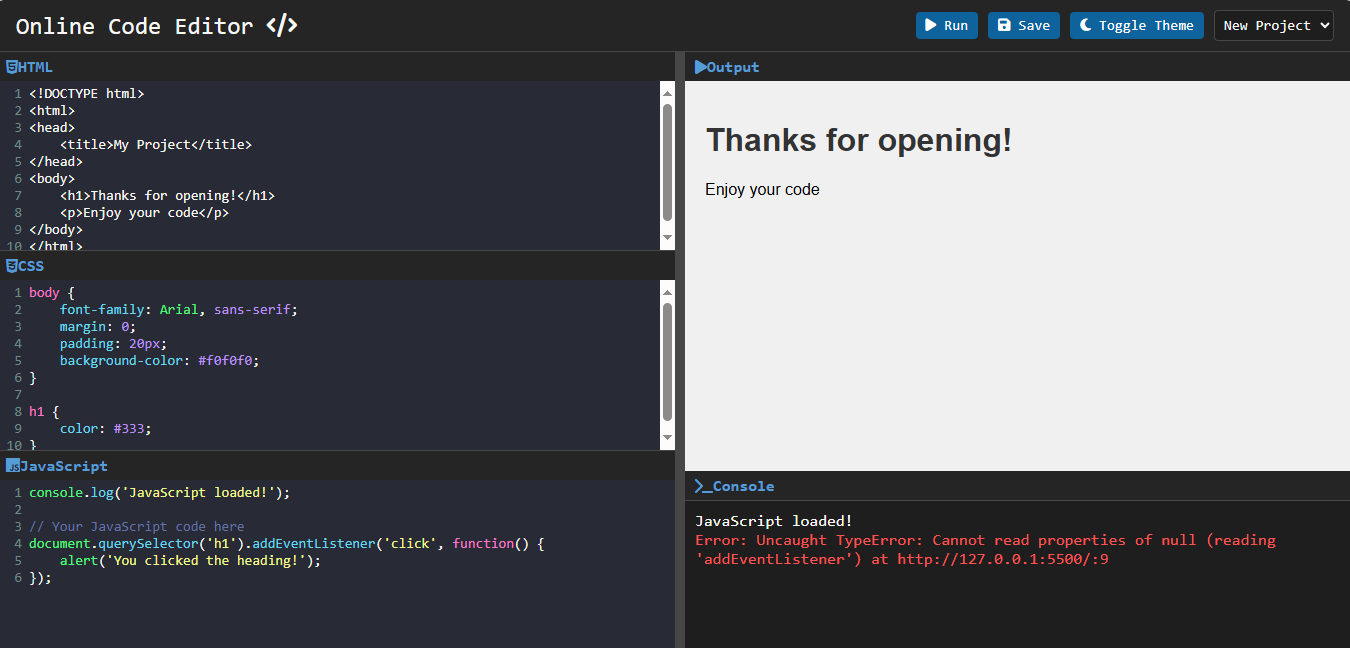 Online Code Editor </>
Run Save Toggle Theme New Project
HTML
1 <!DOCTYPE html>
2 <html>
3 <head>
4     <title>My Project</title>
5 </head>
6 <body>
7     <h1>Thanks for opening!</h1>
8     <p>Enjoy your code</p>
9 </body>
10 </html>
CSS
1 body {
2     font-family: Arial, sans-serif;
3     margin: 0;
4     padding: 20px;
5     background-color: #f0f0f0;
6 }
7
8 h1 {
9     color: #333;
10 }
JavaScript
1 console.log('JavaScript loaded!');
2
3 // Your JavaScript code here
4 document.querySelector('h1').addEventListener('click', function() {
5     alert('You clicked the heading!');
6 });
Output
Thanks for opening!
Enjoy your code
>_Console
JavaScript loaded!
Error: Uncaught TypeError: Cannot read properties of null (reading
'addEventListener') at http://127.0.0.1:5500/:9